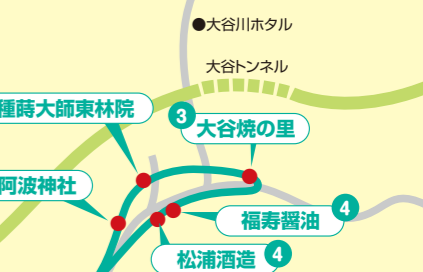 ●大谷川ホタル
大谷トンネル
種蒔大師東林院
3
大谷焼の里
阿波神社
福寿醤油
4
松浦酒造
4